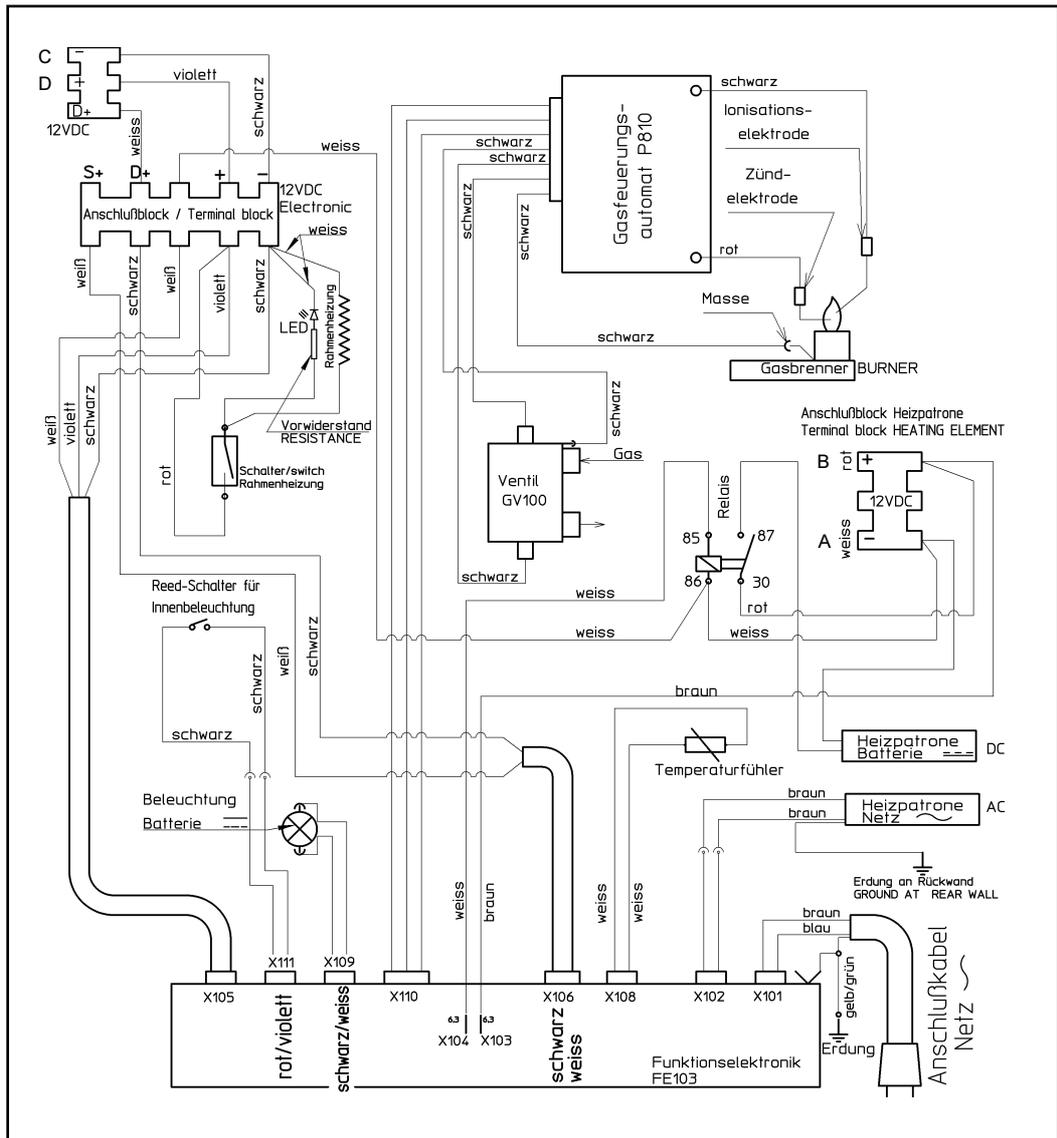 C
−
D
+
D+
12VDC
violett
schwarz
weiss
weiss
S+
D+
+
−
12VDC
Electronic
Anschlußblock / Terminal block
weiss
weiß
schwarz
weiß
violett
schwarz
LED
Rahmenheizung
Vorwiderstand
RESISTANCE
Schalter/switch
Rahmenheizung
rot
weiß
violett
schwarz
schwarz
schwarz
schwarz
schwarz
Gasfeuerungs-
automat P810
schwarz
Ionisations-
elektrode
Zünd-
elektrode
rot
Masse
schwarz
Gasbrenner
BURNER
schwarz
Gas
Ventil
GV100
schwarz
Anschlußblock Heizpatrone
Terminal block HEATING ELEMENT
B
rot
+
12VDC
A
weiss
−
Relais
85
87
86
30
weiss
rot
weiss
weiss
Reed-Schalter für
Innenbeleuchtung
schwarz
weiß
schwarz
schwarz
braun
Temperaturfühler
Heizpatrone
Batterie
DC
braun
braun
Heizpatrone
Netz
AC
Beleuchtung
Batterie
Erdung an Rückwand
GROUND AT REAR WALL
weiss
braun
weiss
weiss
braun
blau
gelb/grün
Erdung
Anschlußkabel
Netz
X105
X111
X109
X110
X106
X108
X102
X101
rot/violett
schwarz/weiss
6,3
6,3
X104
X103
schwarz
weiss
Funktionselektronik
FE103